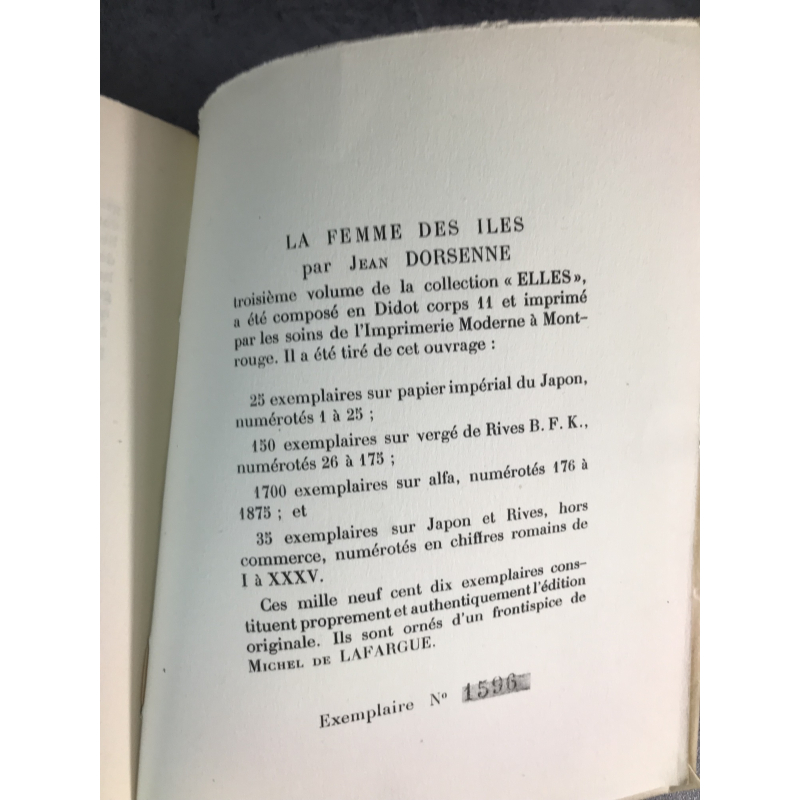 LA FEMME DES ILES
par JEAN DORSENNE
troisième volume de la collection « ELLES »,
a été composé en Didot corps 11 et imprimé
par les soins de l'Imprimerie Moderne à Mont-
rouge. Il a été tiré de cet ouvrage :
25 exemplaires sur papier impérial du Japon,
numérotés 1 à 25 ;
150 exemplaires sur vergé de Rives B. F. K.,
numérotés 26 à 175 ;
1700 exemplaires sur alfa, numérotés 176 à
1875 ; et
35 exemplaires sur Japon et Rives, hors
commerce, numérotés en chiffres romains de
I à XXXV.
Ces mille neuf cent dix exemplaires cons-
tituent proprement et authentiquement l'édition
originale. Ils sont ornés d'un frontispice de
MICHEL DE LAFARGUE.
Exemplaire N° 1596